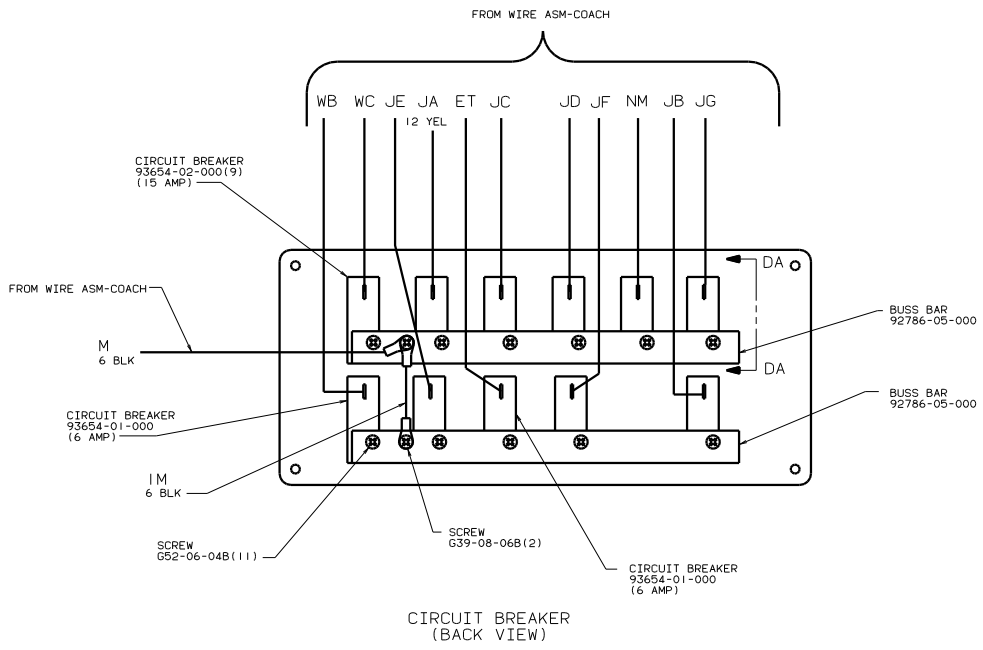 FROM WIRE ASM-COACH
WB WC JE JA ET JC JD JF NM JB JG
12 YEL
CIRCUIT BREAKER
93654-02-000(9)
(15 AMP)
DA
FROM WIRE ASM-COACH
BUSS BAR
92786-05-000
M
6 BLK
DA
BUSS BAR
92786-05-000
CIRCUIT BREAKER
93654-01-000
(6 AMP)
1M
6 BLK
SCREW
G39-08-06B(2)
SCREW
G52-06-04B(11)
CIRCUIT BREAKER
93654-01-000
(6 AMP)
CIRCUIT BREAKER
(BACK VIEW)